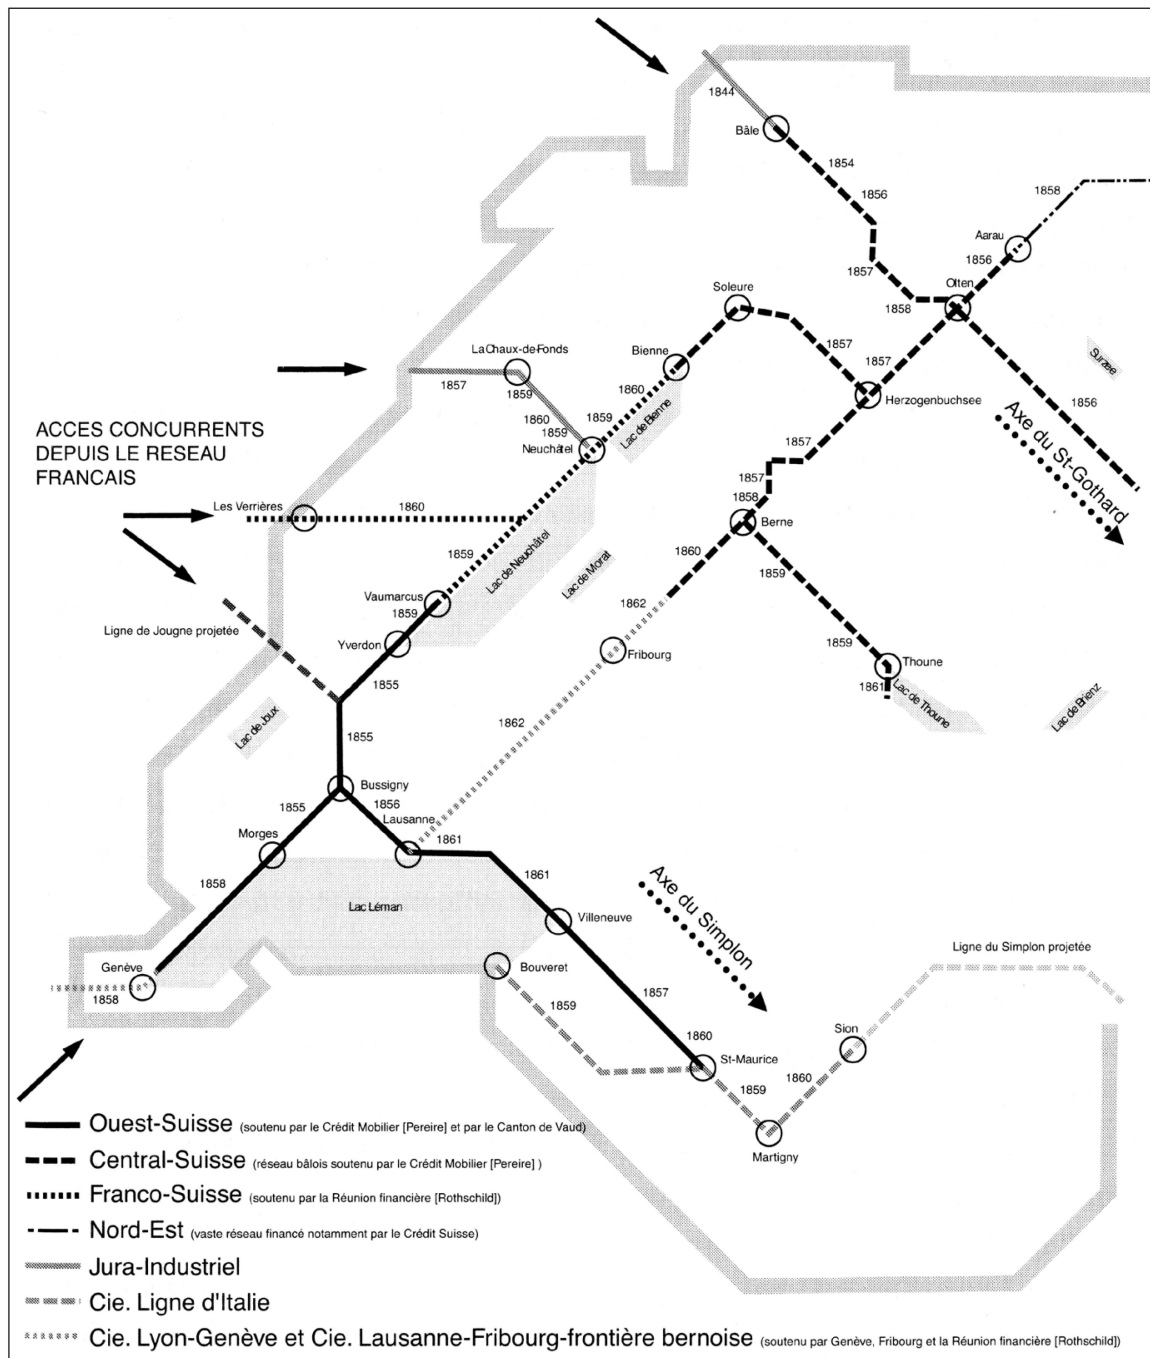 1844
Bâle
1854
1856
1858
Aarau
1856
1857
Olten
1858
Soleure
LaChaux-de-Fonds
Bienne
1857
1857
Surzee
1857
1859
1860
1860
1859
1859
Lac de Bienne
Herzogenbuchsee
1856
Axe du St-Gothard
ACCES CONCURRENTS
DEPUIS LE RESEAU
FRANCAIS
Neuchâtel
1857
1857
Les Verrières
1860
1858
Berne
1859
Lac de Neuchâtel
Lac de Morat
1860
1859
Vaumarcus
1859
1862
Ligne de Jougne projetée
Yverdon
Fribourg
1859
Thoune
1861
Lac de Thoune
Lac de Brienz
1855
Lac de Joux
1862
1855
Bussigny
1855
1856
Lausanne
Morges
1861
1858
1861
Lac Léman
Villeneuve
Axe du Simplon
Ligne du Simplon projetée
Genève
Bouveret
1858
1859
1857
Sion
1860
St-Maurice
1859
1860
Martigny
Ouest-Suisse (soutenu par le Crédit Mobilier [Pereire] et par le Canton de Vaud)
Central-Suisse (réseau bâlois soutenu par le Crédit Mobilier [Pereire] )
Franco-Suisse (soutenu par la Réunion financière [Rothschild])
Nord-Est (vaste réseau financé notamment par le Crédit Suisse)
Jura-Industriel
Cie. Ligne d'Italie
Cie. Lyon-Genève et Cie. Lausanne-Fribourg-frontière bernoise (soutenu par Genève, Fribourg et la Réunion financière [Rothschild])